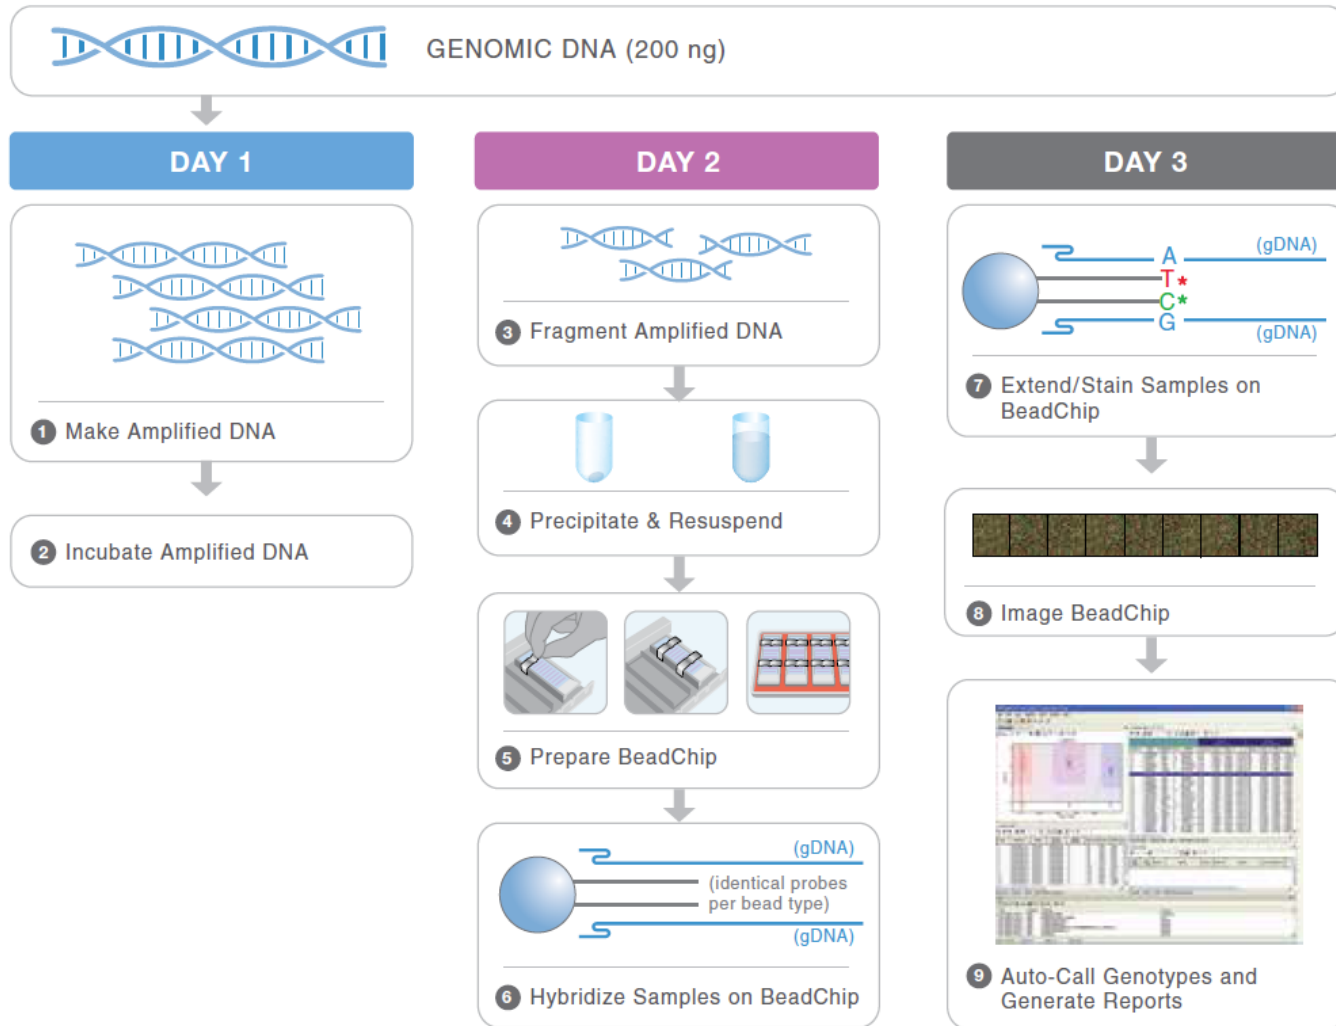 GENOMIC DNA (200 ng)
DAY 1
1 Make Amplified DNA
2 Incubate Amplified DNA
DAY 2
3 Fragment Amplified DNA
4 Precipitate & Resuspend
5 Prepare BeadChip
(gDNA)
(identical probes
per bead type)
(gDNA)
6 Hybridize Samples on BeadChip
DAY 3
A (gDNA)
T*
C*
G (gDNA)
7 Extend/Stain Samples on
BeadChip
8 Image BeadChip
9 Auto-Call Genotypes and
Generate Reports